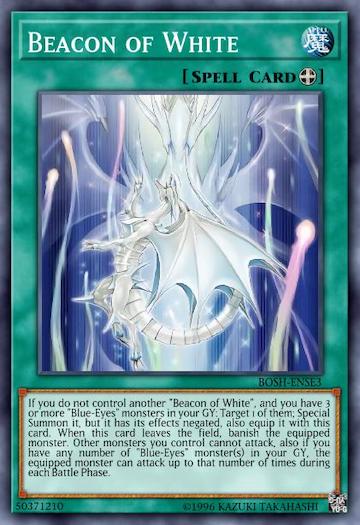 BEACON OF WHITE
魔
[SPELL CARD]
BOSH-ENSE3
If you do not control another "Beacon of White", and you have 3
or more "Blue-Eyes" monsters in your GY: Target 1 of them; Special
Summon it, but it has its effects negated, also equip it with this
card. When this card leaves the field, banish the equipped
monster. Other monsters you control cannot attack, also if you
have any number of "Blue-Eyes" monster(s) in your GY, the
equipped monster can attack up to that number of times during
each Battle Phase.
50371210
©1996 KAZUKI TAKAHASHI